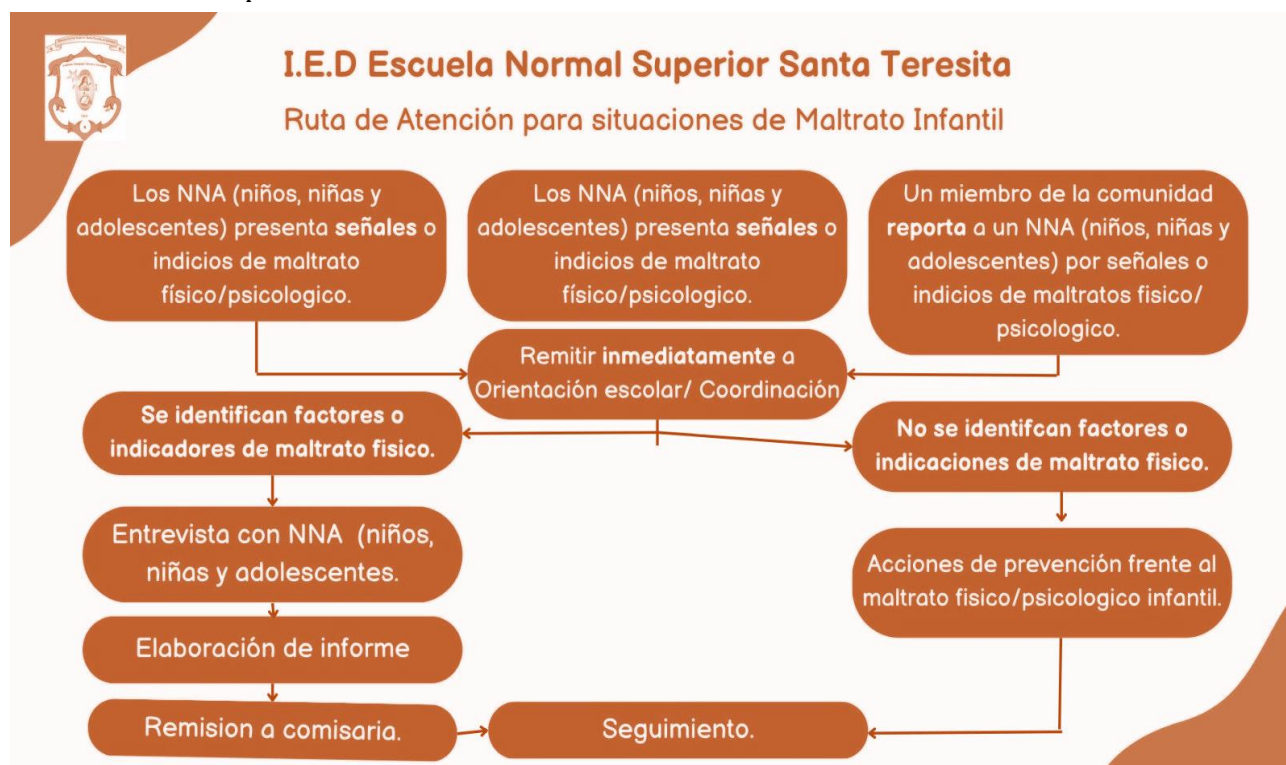 I.E.D Escuela Normal Superior Santa Teresita
Ruta de Atención para situaciones de Maltrato Infantil
Los NNA (niños, niñas y
adolescentes) presenta señales o
indicios de maltrato
físico/psicologico.
Los NNA (niños, niñas y
adolescentes) presenta señales o
indicios de maltrato
físico/psicologico.
Un miembro de la comunidad
reporta a un NNA (niños, niñas y
adolescentes) por señales o
indicios de maltratos fisico/
psicologico.
Remitir inmediatamente a
Orientación escolar/ Coordinación
Se identifican factores o
indicadores de maltrato fisico.
No se identifcan factores o
indicaciones de maltrato fisico.
Entrevista con NNA (niños,
niñas y adolescentes.
Acciones de prevención frente al
maltrato fisico/psicologico infantil.
Elaboración de informe
Remision a comisaria.
Seguimiento.